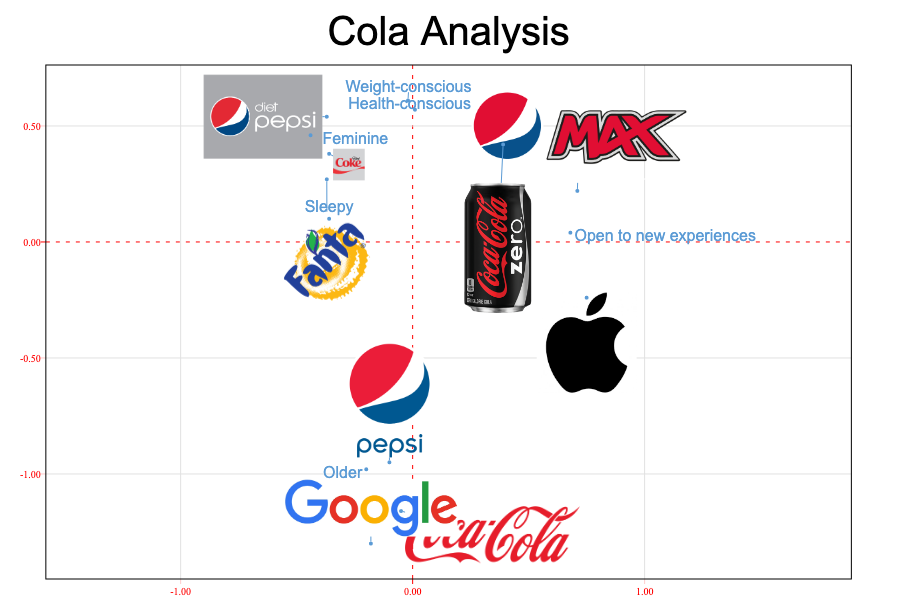 Cola Analysis
diet
pepsi
Weight-conscious
Health-conscious
MAX
0.50
Feminine
Coke
Sleepy
Coca-Cola
zero
0.00
Fanta
Open to new experiences
-0.50
pepsi
Older
-1.00
Google
Coca-Cola
-1.00
0.00
1.00